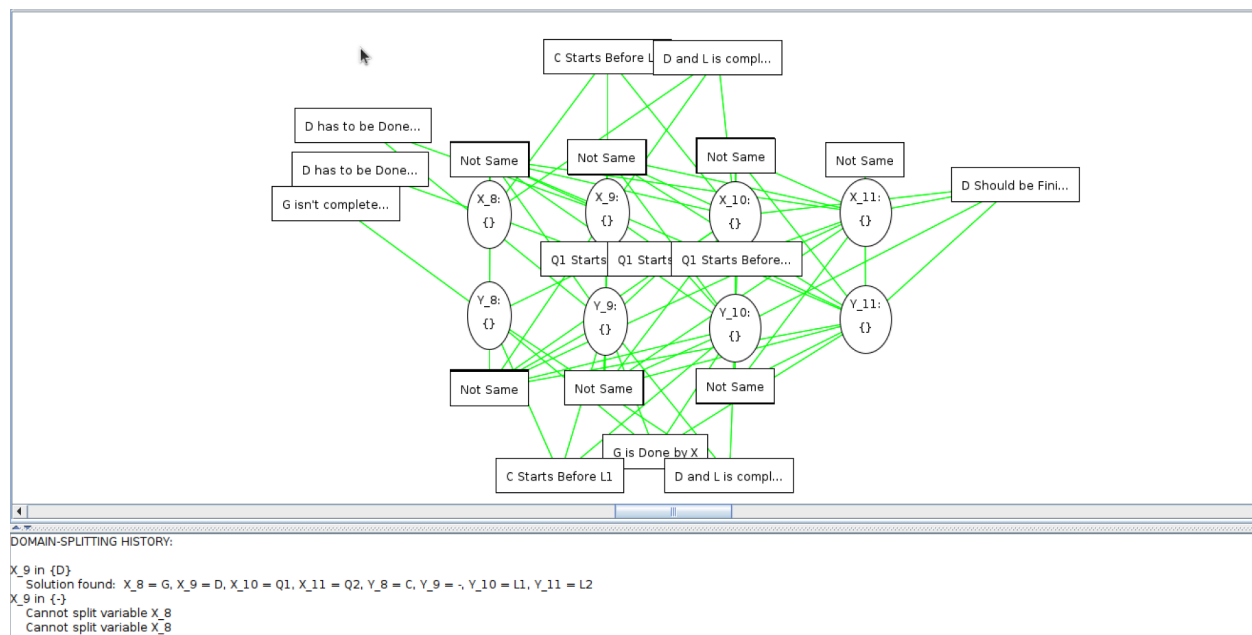 C Starts Before L
D and L is compl...
D has to be Done...
Not Same
Not Same
Not Same
Not Same
D has to be Done...
D Should be Fini...
G isn't complete...
X_8:
{}
X_9:
{}
X_10:
{}
X_11:
{}
Q1 Starts
Q1 Starts
Q1 Starts Before...
Y_8:
{}
Y_9:
{}
Y_10:
{}
Y_11:
{}
Not Same
Not Same
Not Same
G is Done by X
C Starts Before L1
D and L is compl...
DOMAIN-SPLITTING HISTORY:
X_9 in {D}
Solution found: X_8 = G, X_9 = D, X_10 = Q1, X_11 = Q2, Y_8 = C, Y_9 = -, Y_10 = L1, Y_11 = L2
X_9 in {-}
Cannot split variable X_8
Cannot split variable X_8